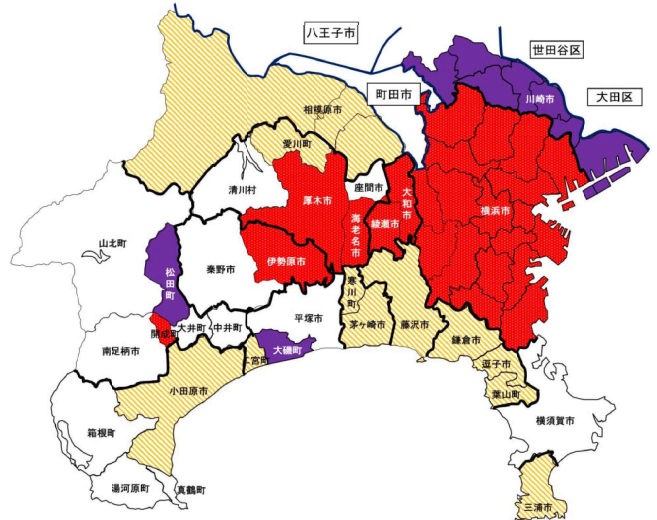 八王子市
世田谷区
町田市
大田区
川崎市
相模原市
愛川町
清川村
厚木市
座間市
大和市
海老名市
綾瀬市
横浜市
山北町
松田町
秦野市
伊勢原市
寒川町
開成町
大井町
中井町
平塚市
茅ヶ崎市
藤沢市
鎌倉市
南足柄市
大磯町
二宮町
逗子市
小田原市
葉山町
箱根町
横須賀市
湯河原町
真鶴町
三浦市